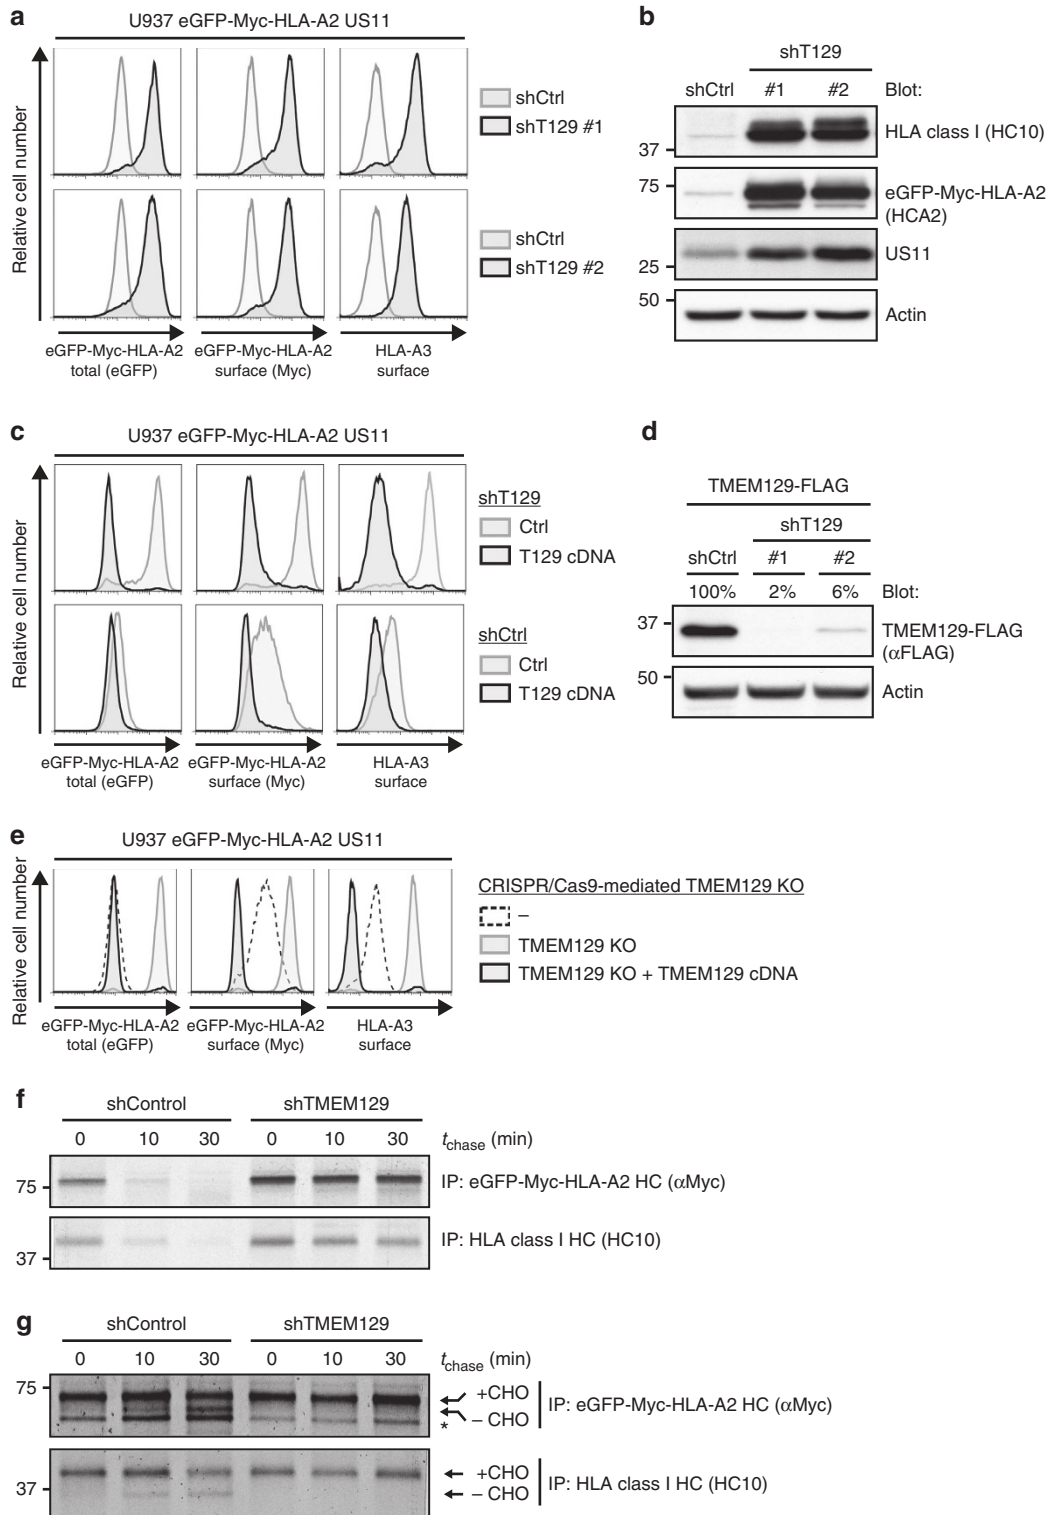 a
U937 eGFP-Myc-HLA-A2 US11
Relative cell number
shCtrl
shT129 #1
Relative cell number
shCtrl
shT129 #2
eGFP-Myc-HLA-A2
total (eGFP)
eGFP-Myc-HLA-A2
surface (Myc)
HLA-A3
surface
b
shT129
shCtrl #1 #2 Blot:
37
HLA class I (HC10)
75
eGFP-Myc-HLA-A2
(HCA2)
25
US11
50
Actin
c
U937 eGFP-Myc-HLA-A2 US11
Relative cell number
shT129
Ctrl
T129 cDNA
Relative cell number
shCtrl
Ctrl
T129 cDNA
eGFP-Myc-HLA-A2
total (eGFP)
eGFP-Myc-HLA-A2
surface (Myc)
HLA-A3
surface
d
TMEM129-FLAG
shT129
shCtrl #1 #2
100% 2% 6% Blot:
37
TMEM129-FLAG
(αFLAG)
50
Actin
e
U937 eGFP-Myc-HLA-A2 US11
Relative cell number
CRISPR/Cas9-mediated TMEM129 KO
–
TMEM129 KO
TMEM129 KO + TMEM129 cDNA
eGFP-Myc-HLA-A2
total (eGFP)
eGFP-Myc-HLA-A2
surface (Myc)
HLA-A3
surface
f
shControl shTMEM129
0 10 30 0 10 30 tchase (min)
75
IP: eGFP-Myc-HLA-A2 HC (αMyc)
IP: HLA class I HC (HC10)
37
g
shControl shTMEM129
0 10 30 0 10 30 tchase (min)
75
+CHO
– CHO
*
IP: eGFP-Myc-HLA-A2 HC (αMyc)
+CHO
– CHO
IP: HLA class I HC (HC10)
37